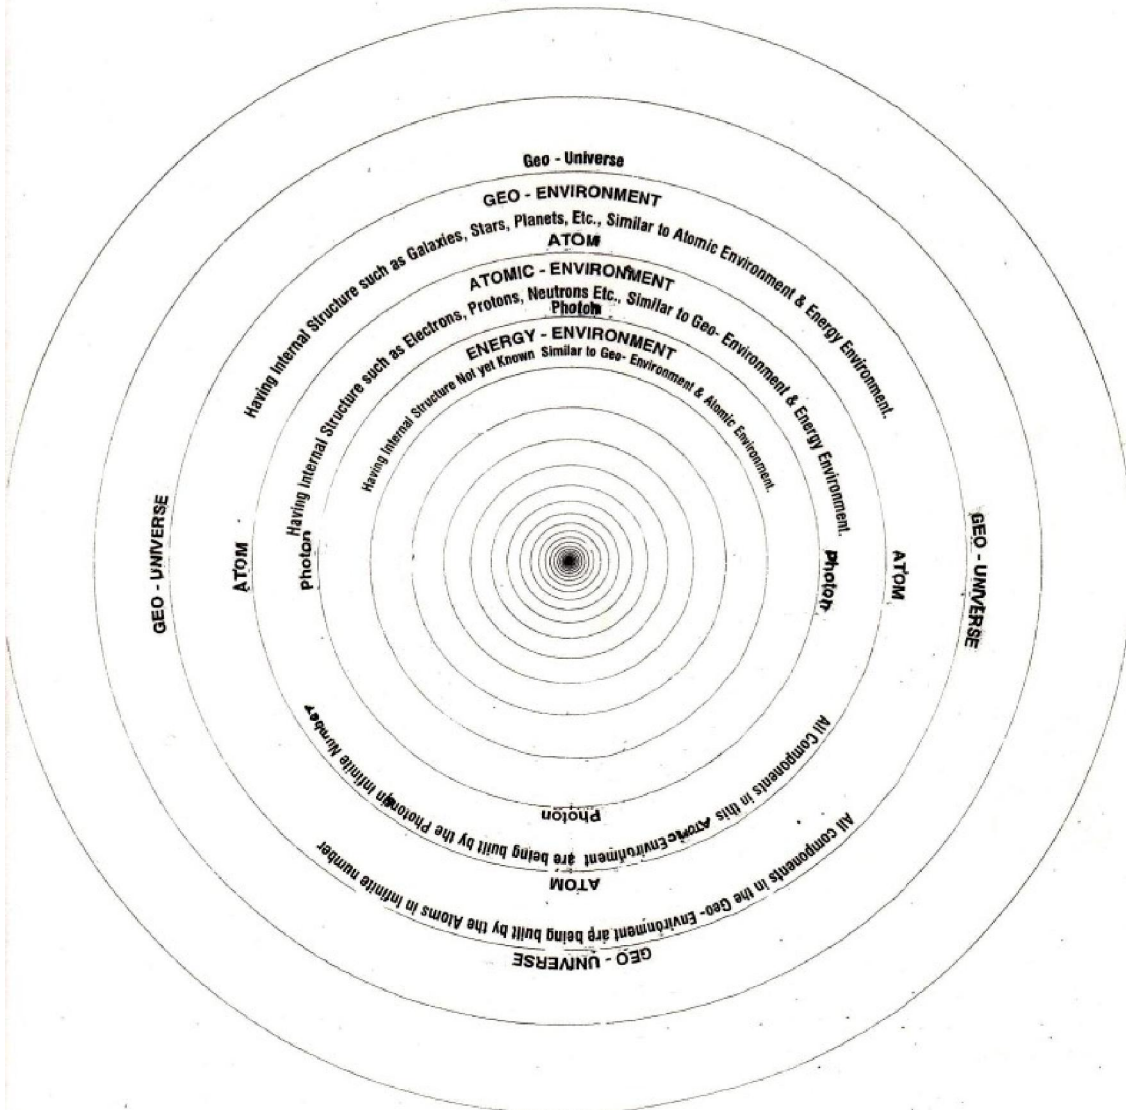 Geo - Universe
GEO - ENVIRONMENT
Having Internal Structure such as Galaxies, Stars, Planets, Etc., Similar to Atomic Environment & Energy Environment.
ATOM
ATOMIC - ENVIRONMENT
Having Internal Structure such as Electrons, Protons, Neutrons Etc., Similar to Geo- Environment & Energy Environment.
Photon
ENERGY - ENVIRONMENT
Having Internal Structure Not yet Known Similar to Geo- Environment & Atomic Environment.
GEO - UNIVERSE
ATOM
Photon
Photon
ATOM
GEO - UNIVERSE
Photon
All Components in this Atomic Environment are being built by the Photons in Infinite Number
ATOM
All components in the Geo - Environment are being built by the Atoms in Infinite number
GEO - UNIVERSE